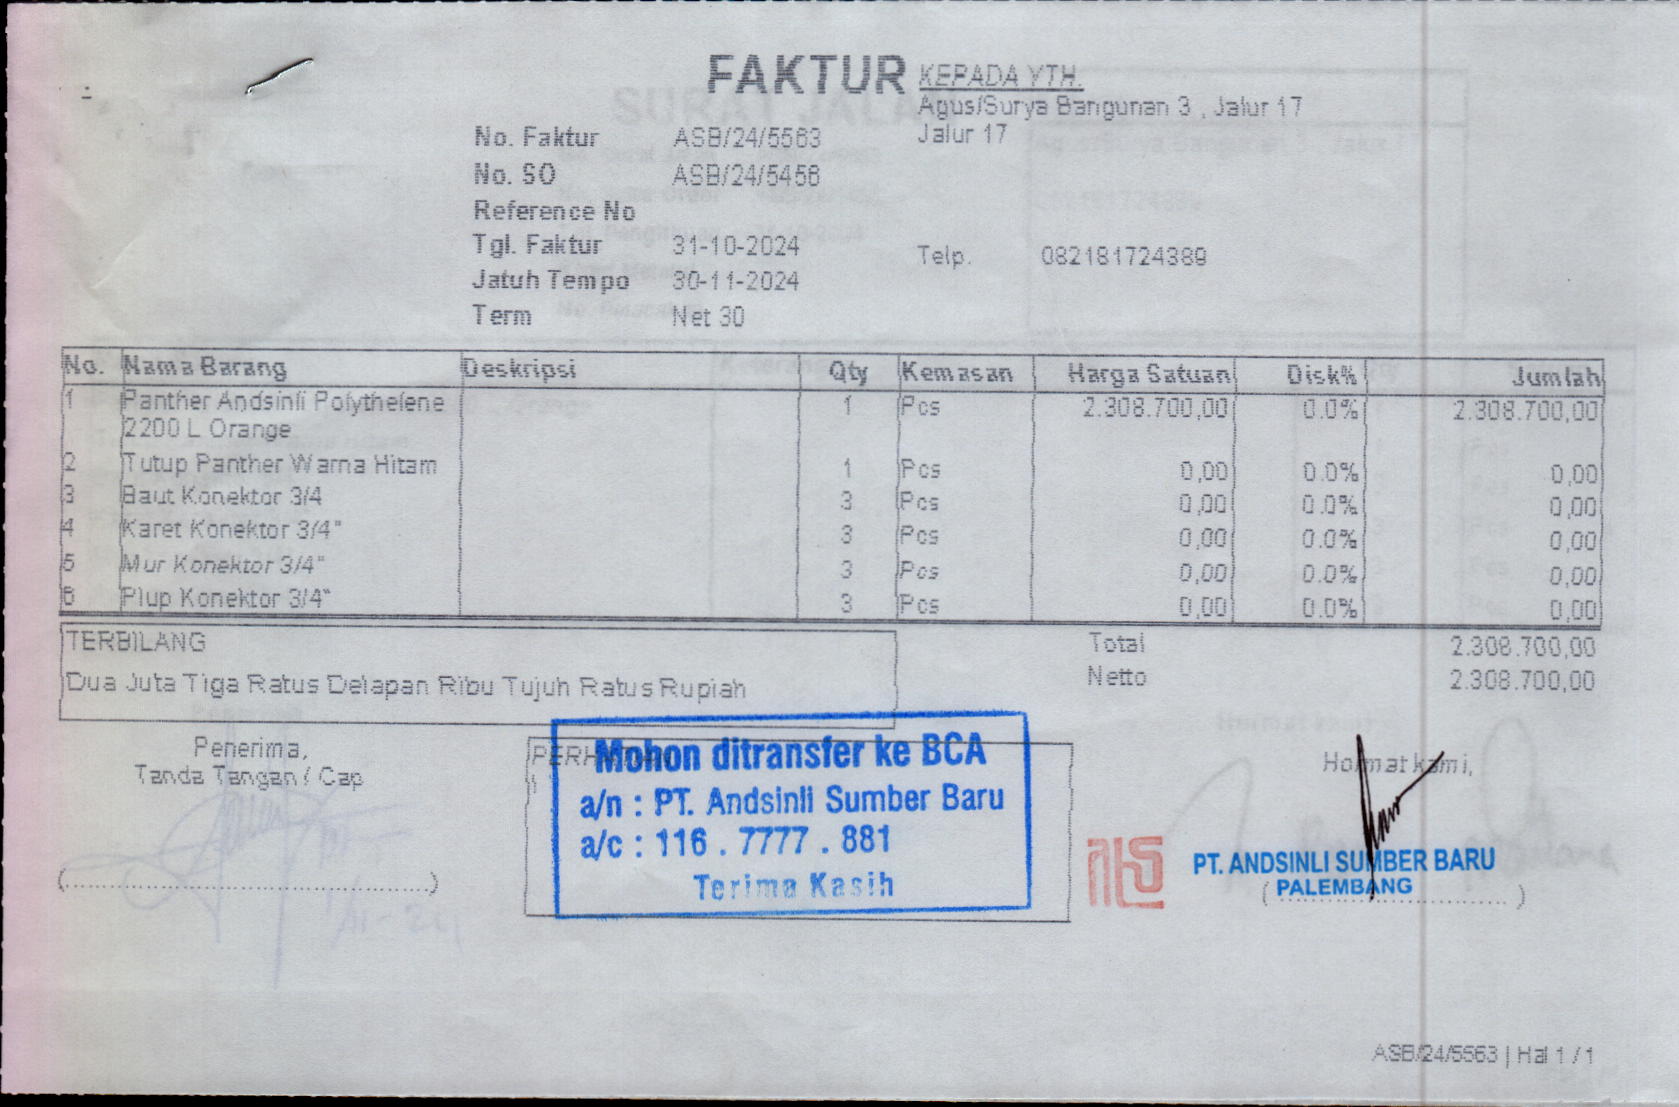 FAKTUR
No. Faktur ASB/24/5563
No. SO ASB/24/5456
Reference No
Tgl. Faktur 31-10-2024
Jatuh Tempo 30-11-2024
Term Net 30
KEPADA YTH.
Agus/Surya Bangunan 3 , Jalur 17
Jalur 17
Telp. 082181724389
No. Nama Barang Deskripsi Qty Kemasan Harga Satuan Disk% Jumlah
1 Panther Andsinli Polythelene 1 Pcs 2.308.700,00 0.0% 2.308.700,00
2200 L Orange
2 Tutup Panther Warna Hitam 1 Pcs 0,00 0.0% 0,00
3 Baut Konektor 3/4 3 Pcs 0,00 0.0% 0,00
4 Karet Konektor 3/4" 3 Pcs 0,00 0.0% 0,00
5 Mur Konektor 3/4" 3 Pcs 0,00 0.0% 0,00
6 Plup Konektor 3/4" 3 Pcs 0,00 0.0% 0,00
TERBILANG
Dua Juta Tiga Ratus Delapan Ribu Tujuh Ratus Rupiah
Total 2.308.700,00
Netto 2.308.700,00
Penerima,
Tanda Tangan / Cap
Mohon ditransfer ke BCA
a/n : PT. Andsinli Sumber Baru
a/c : 116 . 7777 . 881
Terima Kasih
Hormat kami,
PT. ANDSINLI SUMBER BARU
PALEMBANG
ASB/24/5563 | Hal 1 / 1